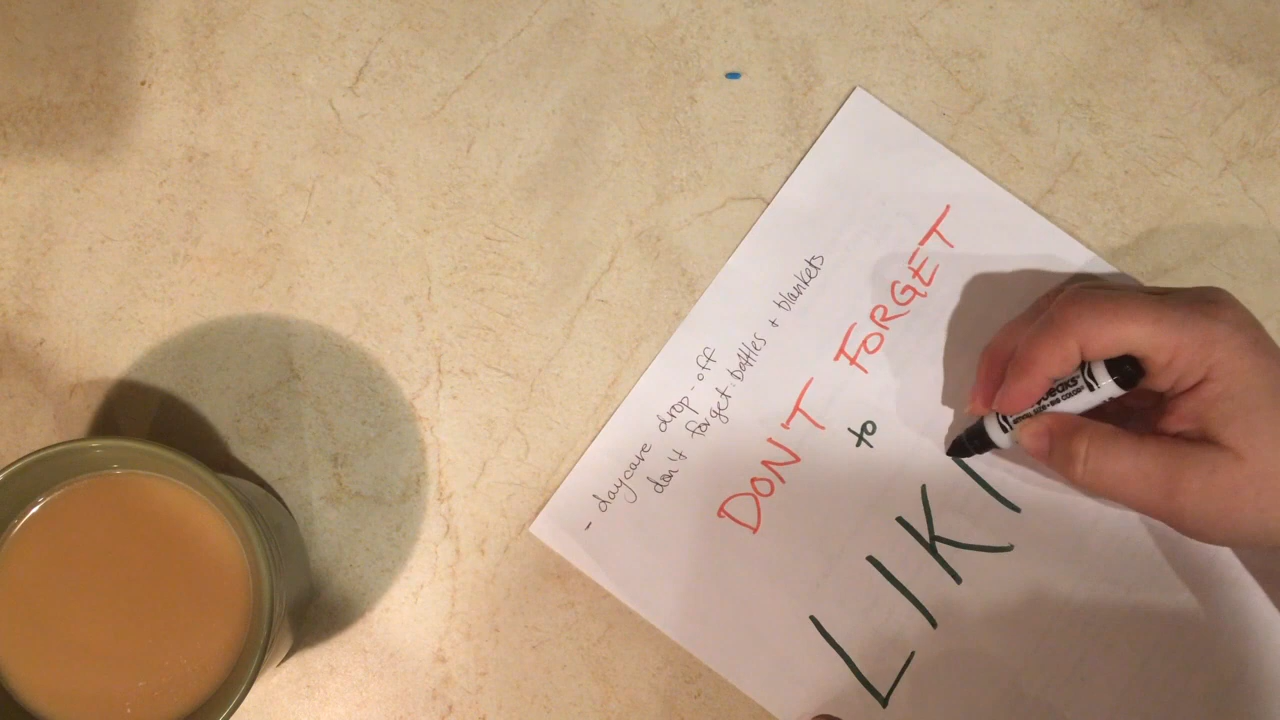 - daycare drop-off
don't forget: bottles + blankets
DON'T FORGET
to
LIK